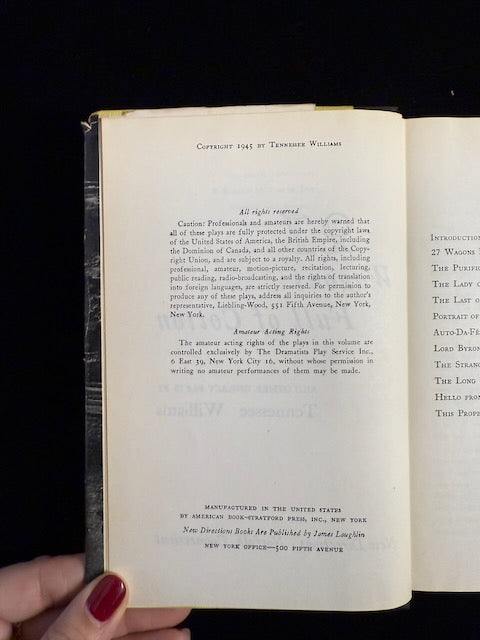 COPYRIGHT 1945 BY TENNESEE WILLIAMS
All rights reserved
Caution: Professionals and amateurs are hereby warned that
all of these plays are fully protected under the copyright laws
of the United States of America, the British Empire, including
the Dominion of Canada, and all other countries of the Copy-
right Union, and are subject to a royalty. All rights, including
professional, amateur, motion-picture, recitation, lecturing,
public reading, radio-broadcasting, and the rights of translation
into foreign languages, are strictly reserved. For permission to
produce any of these plays, address all inquiries to the author's
representative, Liebling-Wood, 551 Fifth Avenue, New York,
New York.
Amateur Acting Rights
The amateur acting rights of the plays in this volume are
controlled exclusively by The Dramatists Play Service Inc.,
6 East 39, New York City 16, without whose permission in
writing no amateur performances of them may be made.
MANUFACTURED IN THE UNITED STATES
BY AMERICAN BOOK—STRATFORD PRESS, INC., NEW YORK
New Directions Books Are Published by James Laughlin
NEW YORK OFFICE—500 FIFTH AVENUE
INTRODUCTION
27 WAGONS
THE PURIFI
THE LADY O
THE LAST O
PORTRAIT OF
AUTO-DA-FÉ
LORD BYRON
THE STRANG
THE LONG
HELLO FROM
THIS PROPE